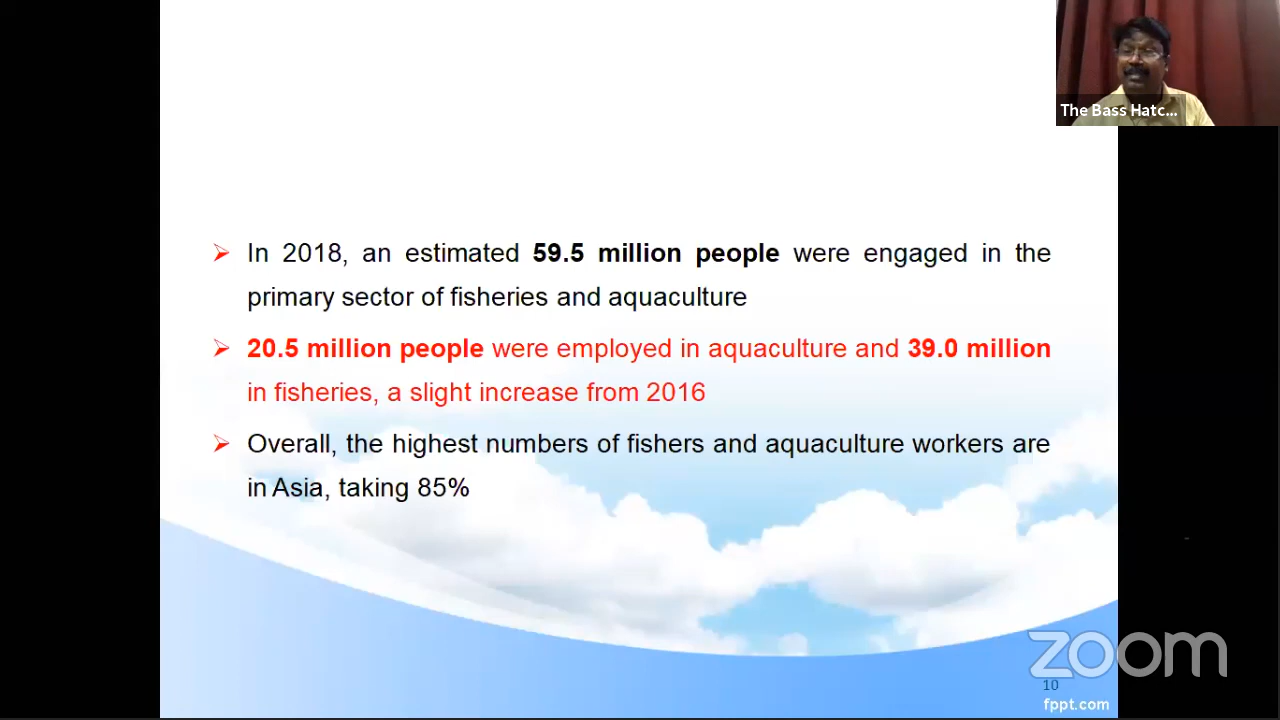 The Bass Hatc...
In 2018, an estimated 59.5 million people were engaged in the
primary sector of fisheries and aquaculture
20.5 million people were employed in aquaculture and 39.0 million
in fisheries, a slight increase from 2016
Overall, the highest numbers of fishers and aquaculture workers are
in Asia, taking 85%
zoom
10
fppt.com